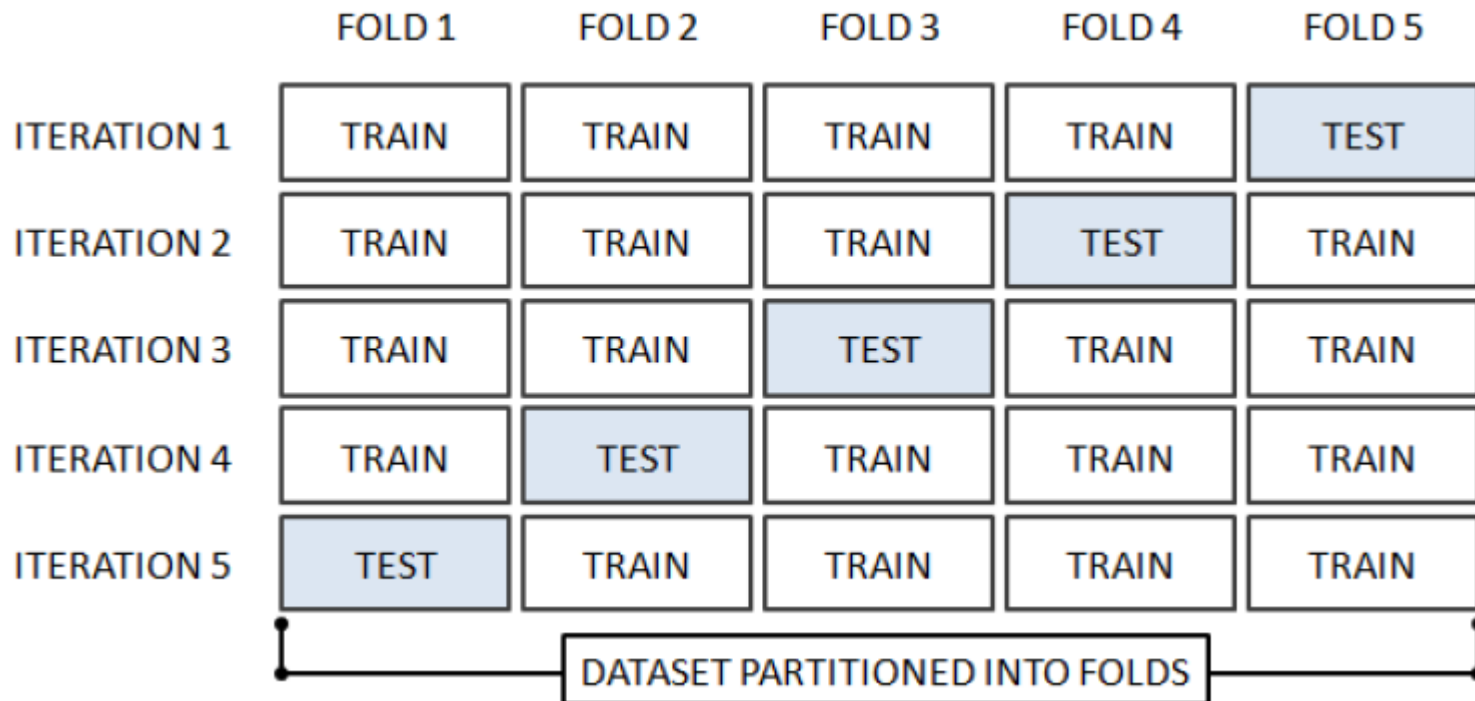 FOLD 1 FOLD 2 FOLD 3 FOLD 4 FOLD 5
ITERATION 1 TRAIN TRAIN TRAIN TRAIN TEST
ITERATION 2 TRAIN TRAIN TRAIN TEST TRAIN
ITERATION 3 TRAIN TRAIN TEST TRAIN TRAIN
ITERATION 4 TRAIN TEST TRAIN TRAIN TRAIN
ITERATION 5 TEST TRAIN TRAIN TRAIN TRAIN
DATASET PARTITIONED INTO FOLDS